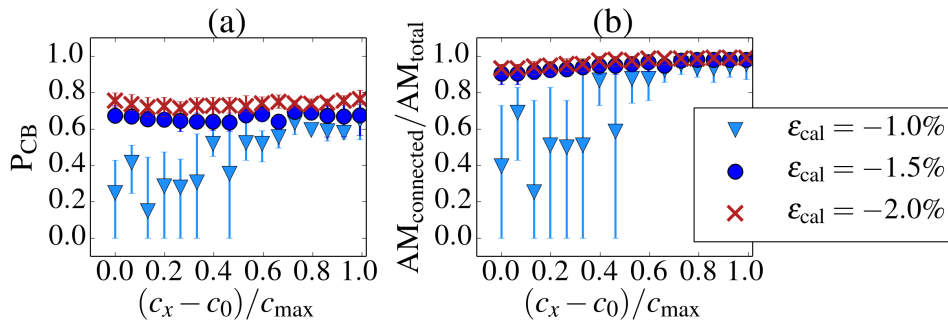 (a)
P_CB
1.0
0.8
0.6
0.4
0.2
0.0
0.0 0.2 0.4 0.6 0.8 1.0
(c_x − c_0)/c_max
(b)
AM_connected/AM_total
1.0
0.8
0.6
0.4
0.2
0.0
0.0 0.2 0.4 0.6 0.8 1.0
(c_x − c_0)/c_max
ε_cal = −1.0%
ε_cal = −1.5%
ε_cal = −2.0%